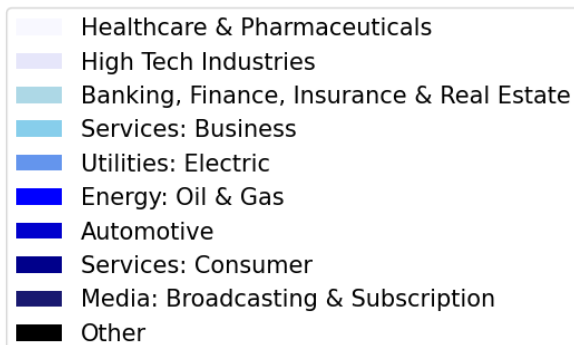 Healthcare & Pharmaceuticals
High Tech Industries
Banking, Finance, Insurance & Real Estate
Services: Business
Utilities: Electric
Energy: Oil & Gas
Automotive
Services: Consumer
Media: Broadcasting & Subscription
Other